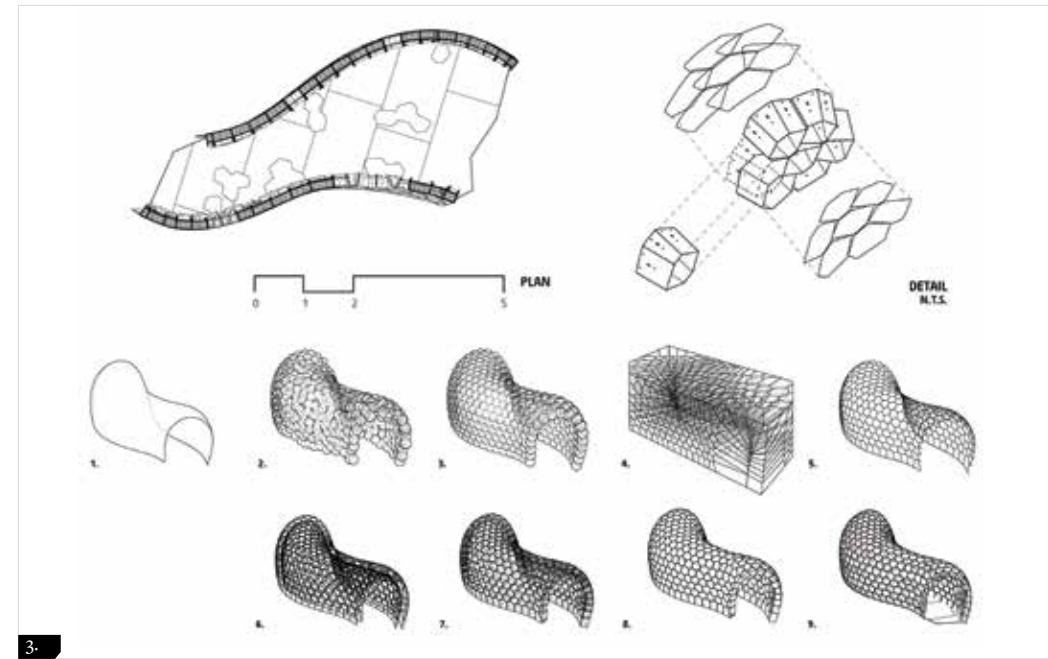 PLAN
0 1 2 5
DETAIL
N.T.S.
1. 2. 3. 4. 5.
6. 7. 8. 9.
3.